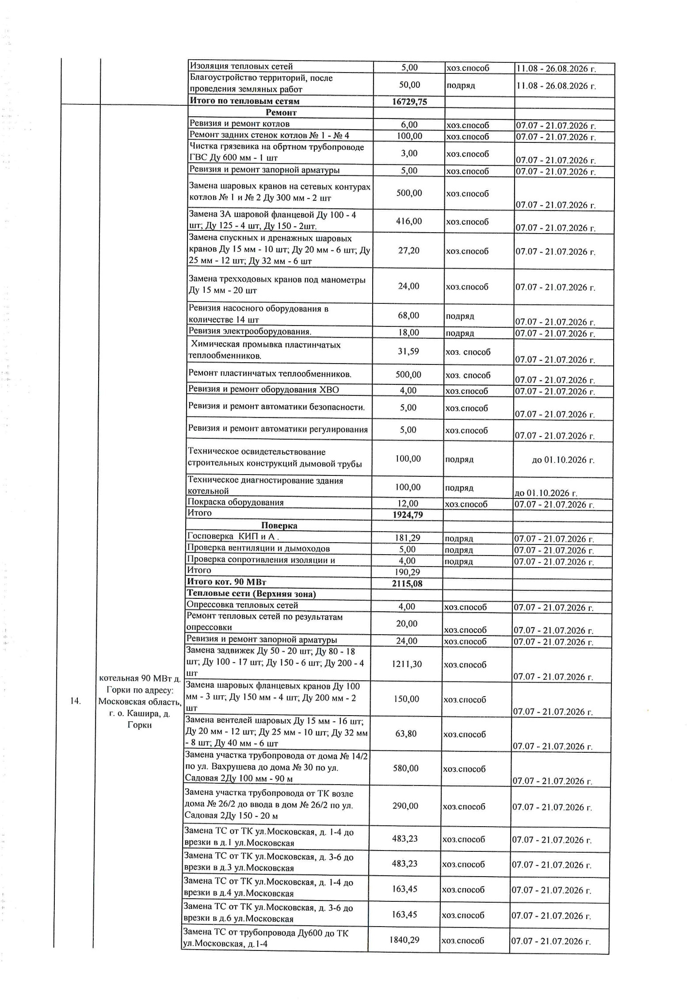 Изоляция тепловых сетей 5,00 хоз.способ 11.08 - 26.08.2026 г.
Благоустройство территорий, после
проведения земляных работ 50,00 подряд 11.08 - 26.08.2026 г.
Итого по тепловым сетям 16729,75
Ремонт
Ревизия и ремонт котлов 6,00 хоз.способ 07.07 - 21.07.2026 г.
Ремонт задних стенок котлов № 1 - № 4 100,00 хоз.способ 07.07 - 21.07.2026 г.
Чистка грязевика на обртном трубопроводе
ГВС Ду 600 мм - 1 шт 3,00 хоз.способ 07.07 - 21.07.2026 г.
Ревизия и ремонт запорной арматуры 5,00 хоз.способ 07.07 - 21.07.2026 г.
Замена шаровых кранов на сетевых контурах
котлов № 1 и № 2 Ду 300 мм - 2 шт 500,00 хоз.способ 07.07 - 21.07.2026 г.
Замена ЗА шаровой фланцевой Ду 100 - 4
шт; Ду 125 - 4 шт, Ду 150 - 2шт. 416,00 хоз.способ 07.07 - 21.07.2026 г.
Замена спускных и дренажных шаровых
кранов Ду 15 мм - 10 шт; Ду 20 мм - 6 шт; Ду 27,20 хоз.способ 07.07 - 21.07.2026 г.
25 мм - 12 шт; Ду 32 мм - 6 шт
Замена трехходовых кранов под манометры
Ду 15 мм - 20 шт 24,00 хоз.способ 07.07 - 21.07.2026 г.
Ревизия насосного оборудования в
количестве 14 шт 68,00 подряд 07.07 - 21.07.2026 г.
Ревизия электрооборудования. 18,00 подряд 07.07 - 21.07.2026 г.
Химическая промывка пластинчатых
теплообменников. 31,59 хоз. способ 07.07 - 21.07.2026 г.
Ремонт пластинчатых теплообменников. 500,00 хоз. способ 07.07 - 21.07.2026 г.
Ревизия и ремонт оборудования ХВО 4,00 хоз.способ 07.07 - 21.07.2026 г.
Ревизия и ремонт автоматики безопасности. 5,00 хоз.способ 07.07 - 21.07.2026 г.
Ревизия и ремонт автоматики регулирования 5,00 хоз.способ 07.07 - 21.07.2026 г.
Техническое освидетельствование
строительных конструкций дымовой трубы 100,00 подряд до 01.10.2026 г.
Техническое диагностирование здания
котельной 100,00 подряд до 01.10.2026 г.
Покраска оборудования 12,00 хоз.способ 07.07 - 21.07.2026 г.
Итого 1924,79
Поверка
Госповерка КИП и А . 181,29 подряд 07.07 - 21.07.2026 г.
Проверка вентиляции и дымоходов 5,00 подряд 07.07 - 21.07.2026 г.
Проверка сопротивления изоляции и 4,00 подряд 07.07 - 21.07.2026 г.
Итого 190,29
Итого кот. 90 МВт 2115,08
Тепловые сети (Верхняя зона)
Опрессовка тепловых сетей 4,00 хоз.способ 07.07 - 21.07.2026 г.
Ремонт тепловых сетей по результатам
опрессовки 20,00 хоз.способ 07.07 - 21.07.2026 г.
Ревизия и ремонт запорной арматуры 24,00 хоз.способ 07.07 - 21.07.2026 г.
Замена задвижек Ду 50 - 20 шт; Ду 80 - 18
шт; Ду 100 - 17 шт; Ду 150 - 6 шт; Ду 200 - 4 1211,30 хоз.способ 07.07 - 21.07.2026 г.
шт
14.
котельная 90 МВт д.
Горки по адресу:
Московская область,
г. о. Кашира, д.
Горки
Замена шаровых фланцевых кранов Ду 100
мм - 3 шт; Ду 150 мм - 4 шт; Ду 200 мм - 2 150,00 хоз.способ 07.07 - 21.07.2026 г.
шт
Замена вентелей шаровых Ду 15 мм - 16 шт;
Ду 20 мм - 12 шт; Ду 25 мм - 10 шт; Ду 32 мм 63,80 хоз.способ 07.07 - 21.07.2026 г.
- 8 шт; Ду 40 мм - 6 шт
Замена участка трубопровода от дома № 14/2
по ул. Вахрушева до дома № 30 по ул. 580,00 хоз.способ 07.07 - 21.07.2026 г.
Садовая 2Ду 100 мм - 90 м
Замена участка трубопровода от ТК возле
дома № 26/2 до ввода в дом № 26/2 по ул. 290,00 хоз.способ 07.07 - 21.07.2026 г.
Садовая 2Ду 150 - 20 м
Замена ТС от ТК ул.Московская, д. 1-4 до
врезки в д.1 ул.Московская 483,23 хоз.способ 07.07 - 21.07.2026 г.
Замена ТС от ТК ул.Московская, д. 3-6 до
врезки в д.3 ул.Московская 483,23 хоз.способ 07.07 - 21.07.2026 г.
Замена ТС от ТК ул.Московская, д. 1-4 до
врезки в д.4 ул.Московская 163,45 хоз.способ 07.07 - 21.07.2026 г.
Замена ТС от ТК ул.Московская, д. 3-6 до
врезки в д.6 ул.Московская 163,45 хоз.способ 07.07 - 21.07.2026 г.
Замена ТС от трубопровода Ду600 до ТК
ул.Московская, д.1-4 1840,29 хоз.способ 07.07 - 21.07.2026 г.